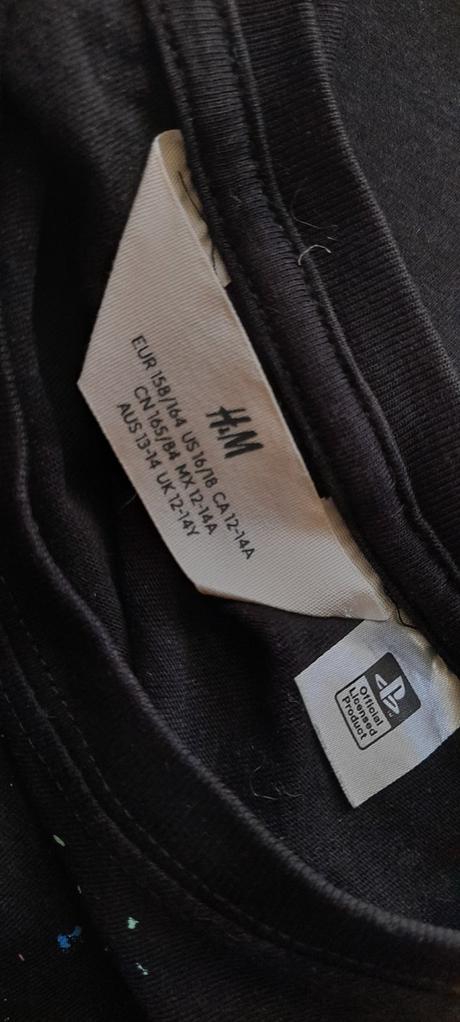 H&M
EUR 158/164 US 16/18 CA 12-14A
CN 165/84 MX 12-14A
AUS 13-14 UK 12-14Y
Official
Licensed
Product